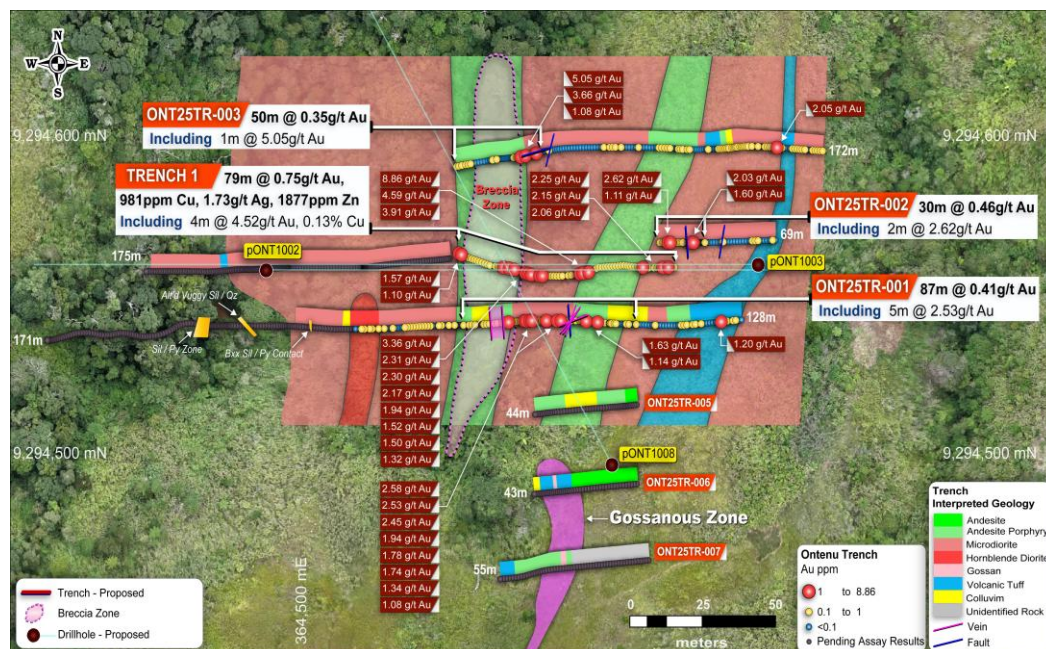 N
W E
S
9,294,600 mN
9,294,600 mN
ONT25TR-003
50m @ 0.35g/t Au
Including 1m @ 5.05g/t Au
5.05 g/t Au
3.66 g/t Au
1.08 g/t Au
2.05 g/t Au
172m
TRENCH 1
79m @ 0.75g/t Au,
981ppm Cu, 1.73g/t Ag, 1877ppm Zn
Including 4m @ 4.52g/t Au, 0.13% Cu
8.86 g/t Au
4.59 g/t Au
3.91 g/t Au
Breccia
Zone
2.25 g/t Au
2.15 g/t Au
2.06 g/t Au
2.62 g/t Au
1.11 g/t Au
2.03 g/t Au
1.60 g/t Au
ONT25TR-002
30m @ 0.46g/t Au
Including 2m @ 2.62g/t Au
69m
175m
pONT1002
pONT1003
1.57 g/t Au
1.10 g/t Au
ONT25TR-001
87m @ 0.41g/t Au
Including 5m @ 2.53g/t Au
128m
Alt'd Vuggy Sil / Qz
171m
Sil / Py Zone
Bxx Sil / Py Contact
3.36 g/t Au
2.31 g/t Au
2.30 g/t Au
2.17 g/t Au
1.94 g/t Au
1.52 g/t Au
1.50 g/t Au
1.32 g/t Au
1.63 g/t Au
1.14 g/t Au
1.20 g/t Au
44m
ONT25TR-005
9,294,500 mN
9,294,500 mN
pONT1008
43m
ONT25TR-006
2.58 g/t Au
2.53 g/t Au
2.45 g/t Au
1.94 g/t Au
1.78 g/t Au
1.74 g/t Au
1.34 g/t Au
1.08 g/t Au
Gossanous Zone
55m
ONT25TR-007
364,500 mE
Trench - Proposed
Breccia Zone
Drillhole - Proposed
0 25 50
meters
Ontenu Trench
Au ppm
1 to 8.86
0.1 to 1
<0.1
Pending Assay Results
Trench
Interpreted Geology
Andesite
Andesite Porphyry
Microdiorite
Hornblende Diorite
Gossan
Volcanic Tuff
Colluvim
Unidentified Rock
Vein
Fault